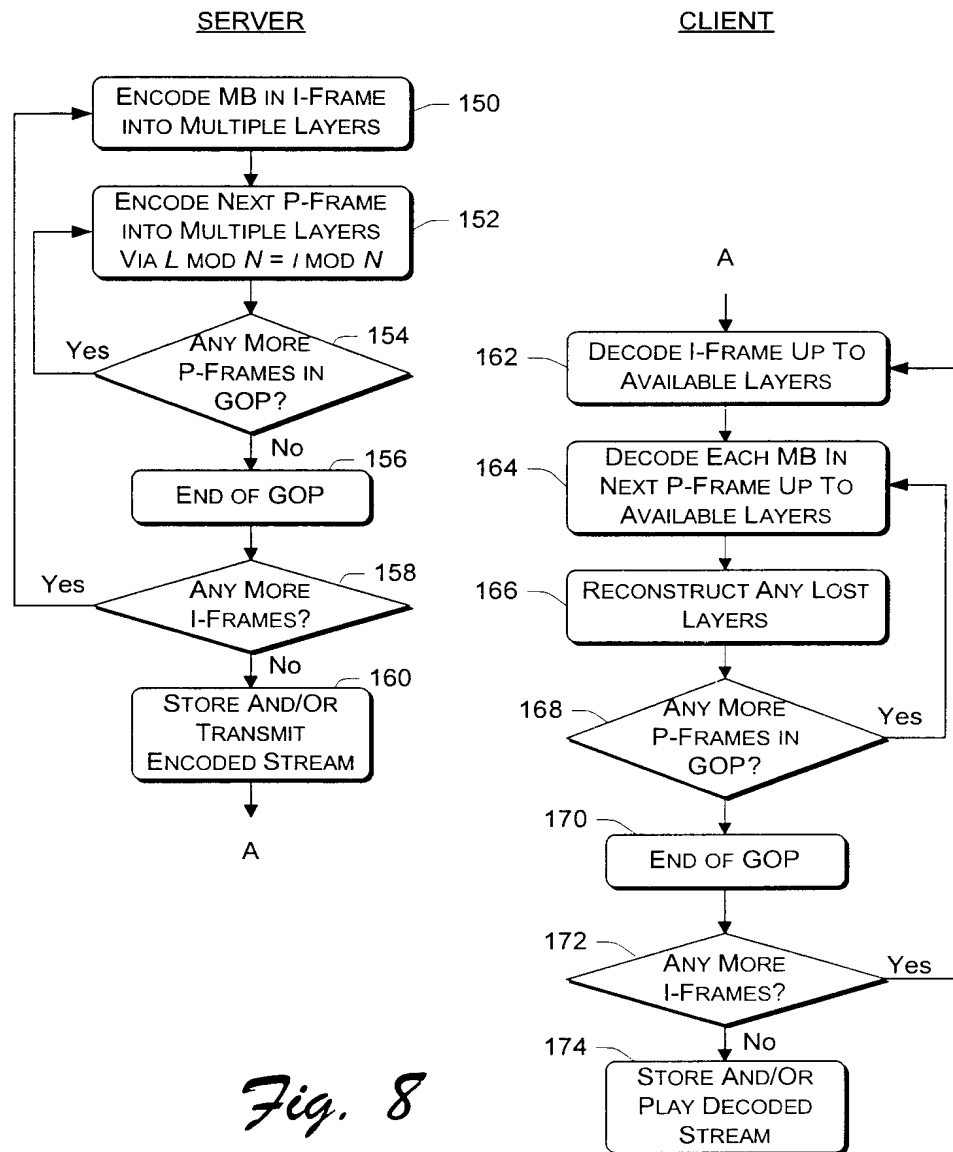 SERVER
ENCODE MB IN I-FRAME
INTO MULTIPLE LAYERS
150
ENCODE NEXT P-FRAME
INTO MULTIPLE LAYERS
VIA L MOD N = i MOD N
152
ANY MORE
P-FRAMES IN
GOP?
154
Yes
No
156
END OF GOP
158
ANY MORE
I-FRAMES?
Yes
No
160
STORE AND/OR
TRANSMIT
ENCODED STREAM
A
CLIENT
A
162
DECODE I-FRAME UP TO
AVAILABLE LAYERS
164
DECODE EACH MB IN
NEXT P-FRAME UP TO
AVAILABLE LAYERS
166
RECONSTRUCT ANY LOST
LAYERS
168
ANY MORE
P-FRAMES IN
GOP?
Yes
170
END OF GOP
172
ANY MORE
I-FRAMES?
Yes
No
174
STORE AND/OR
PLAY DECODED
STREAM
Fig. 8